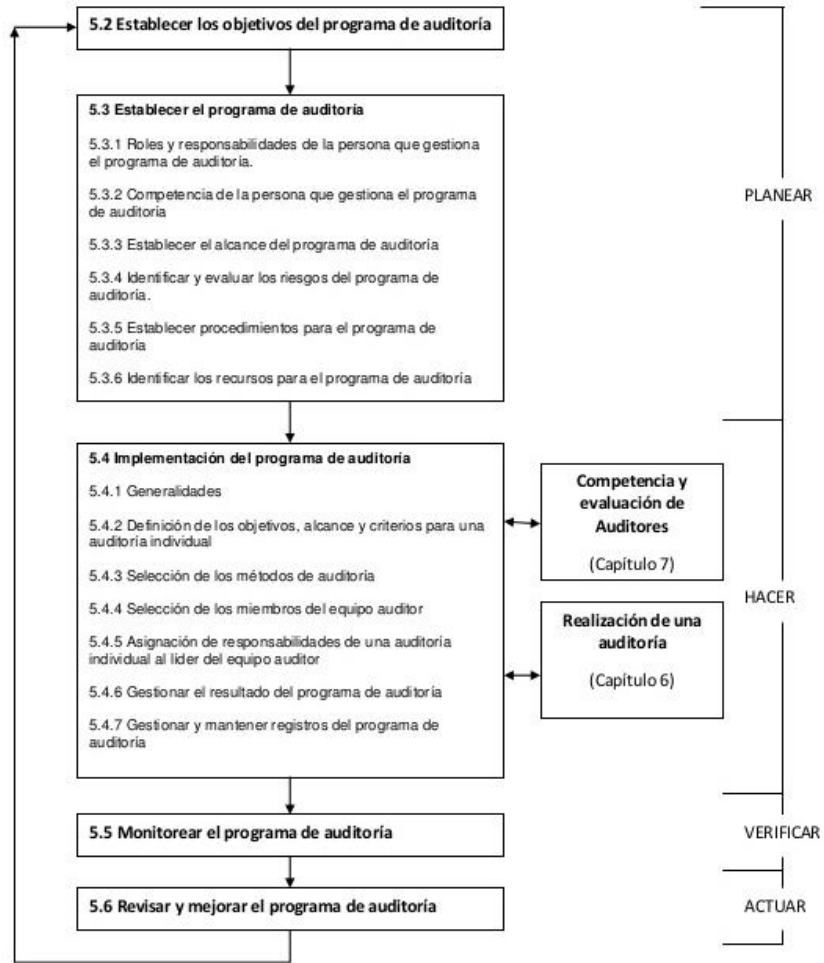 5.2 Establecer los objetivos del programa de auditoría
5.3 Establecer el programa de auditoría
5.3.1 Roles y responsabilidades de la persona que gestiona
el programa de auditoría.
5.3.2 Competencia de la persona que gestiona el programa
de auditoría
5.3.3 Establecer el alcance del programa de auditoría
5.3.4 Identificar y evaluar los riesgos del programa de
auditoría.
5.3.5 Establecer procedimientos para el programa de
auditoría
5.3.6 Identificar los recursos para el programa de auditoría
PLANEAR
5.4 Implementación del programa de auditoría
5.4.1 Generalidades
5.4.2 Definición de los objetivos, alcance y criterios para una
auditoría individual
5.4.3 Selección de los métodos de auditoría
5.4.4 Selección de los miembros del equipo auditor
5.4.5 Asignación de responsabilidades de una auditoría
individual al líder del equipo auditor
5.4.6 Gestionar el resultado del programa de auditoría
5.4.7 Gestionar y mantener registros del programa de
auditoría
Competencia y
evaluación de
Auditores
(Capítulo 7)
Realización de una
auditoría
(Capítulo 6)
HACER
5.5 Monitorear el programa de auditoría
VERIFICAR
5.6 Revisar y mejorar el programa de auditoría
ACTUAR